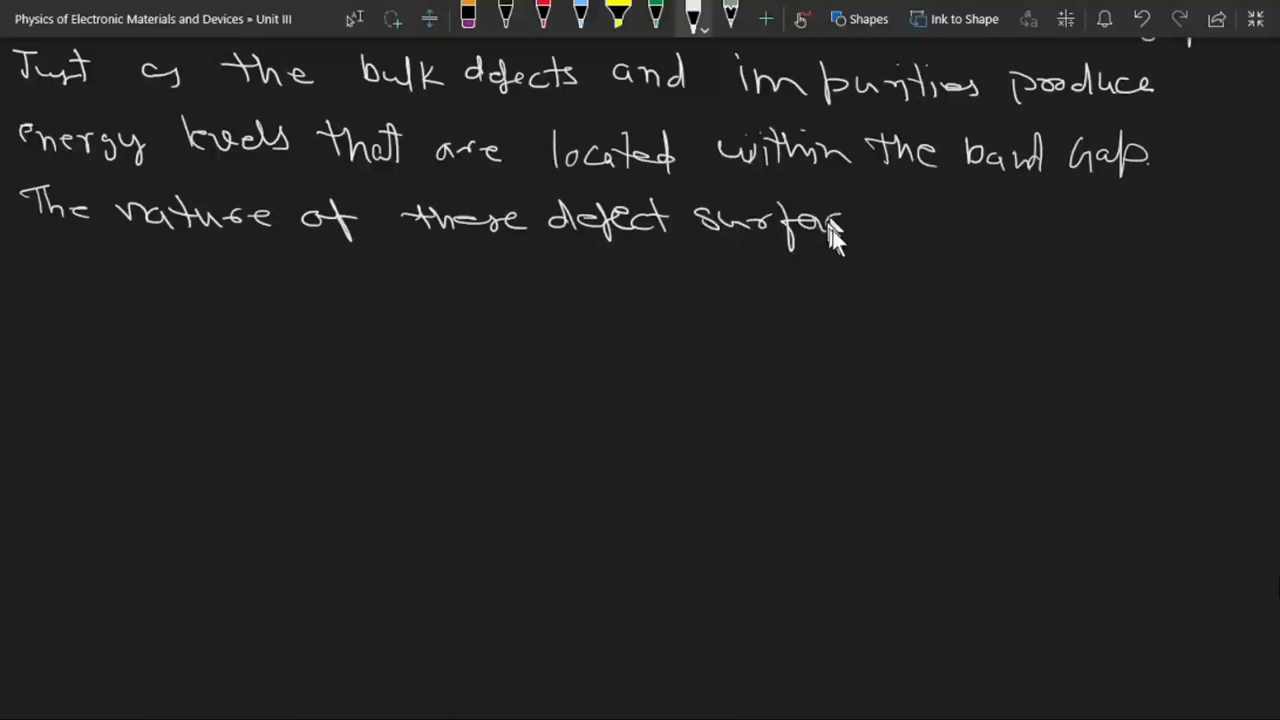 Physics of Electronic Materials and Devices » Unit III
Shapes
Ink to Shape
Just as the bulk defects and impurities produce
energy levels that are located within the band Gap.
The nature of these defect surfac